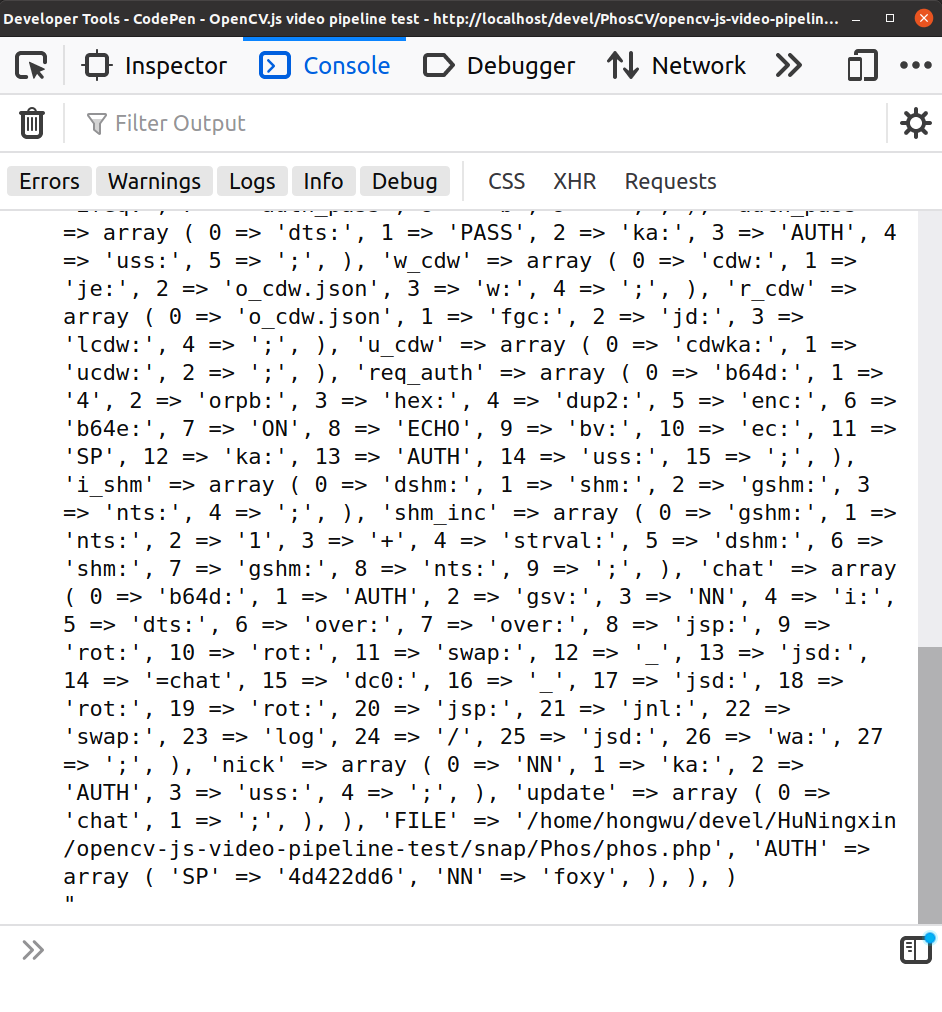 Developer Tools - CodePen - OpenCV.js video pipeline test - http://localhost/devel/PhosCV/opencv-js-video-pipelin...
Inspector Console Debugger Network
Filter Output
Errors Warnings Logs Info Debug CSS XHR Requests
=> array ( 0 => 'dts:', 1 => 'PASS', 2 => 'ka:', 3 => 'AUTH', 4
=> 'uss:', 5 => ';', ), 'w_cdw' => array ( 0 => 'cdw:', 1 =>
'je:', 2 => 'o_cdw.json', 3 => 'w:', 4 => ';', ), 'r_cdw' =>
array ( 0 => 'o_cdw.json', 1 => 'fgc:', 2 => 'jd:', 3 =>
'lcdw:', 4 => ';', ), 'u_cdw' => array ( 0 => 'cdwka:', 1 =>
'ucdw:', 2 => ';', ), 'req_auth' => array ( 0 => 'b64d:', 1 =>
'4', 2 => 'orpb:', 3 => 'hex:', 4 => 'dup2:', 5 => 'enc:', 6 =>
'b64e:', 7 => 'ON', 8 => 'ECHO', 9 => 'bv:', 10 => 'ec:', 11 =>
'SP', 12 => 'ka:', 13 => 'AUTH', 14 => 'uss:', 15 => ';', ),
'i_shm' => array ( 0 => 'dshm:', 1 => 'shm:', 2 => 'gshm:', 3
=> 'nts:', 4 => ';', ), 'shm_inc' => array ( 0 => 'gshm:', 1 =>
'nts:', 2 => '1', 3 => '+', 4 => 'strval:', 5 => 'dshm:', 6 =>
'shm:', 7 => 'gshm:', 8 => 'nts:', 9 => ';', ), 'chat' => array
( 0 => 'b64d:', 1 => 'AUTH', 2 => 'gsv:', 3 => 'NN', 4 => 'i:',
5 => 'dts:', 6 => 'over:', 7 => 'over:', 8 => 'jsp:', 9 =>
'rot:', 10 => 'rot:', 11 => 'swap:', 12 => '_', 13 => 'jsd:',
14 => '=chat', 15 => 'dc0:', 16 => '_', 17 => 'jsd:', 18 =>
'rot:', 19 => 'rot:', 20 => 'jsp:', 21 => 'jnl:', 22 =>
'swap:', 23 => 'log', 24 => '/', 25 => 'jsd:', 26 => 'wa:', 27
=> ';', ), 'nick' => array ( 0 => 'NN', 1 => 'ka:', 2 =>
'AUTH', 3 => 'uss:', 4 => ';', ), 'update' => array ( 0 =>
'chat', 1 => ';', ), ), 'FILE' => '/home/hongwu/devel/HuNingxin
/opencv-js-video-pipeline-test/snap/Phos/phos.php', 'AUTH' =>
array ( 'SP' => '4d422dd6', 'NN' => 'foxy', ), ), )
"